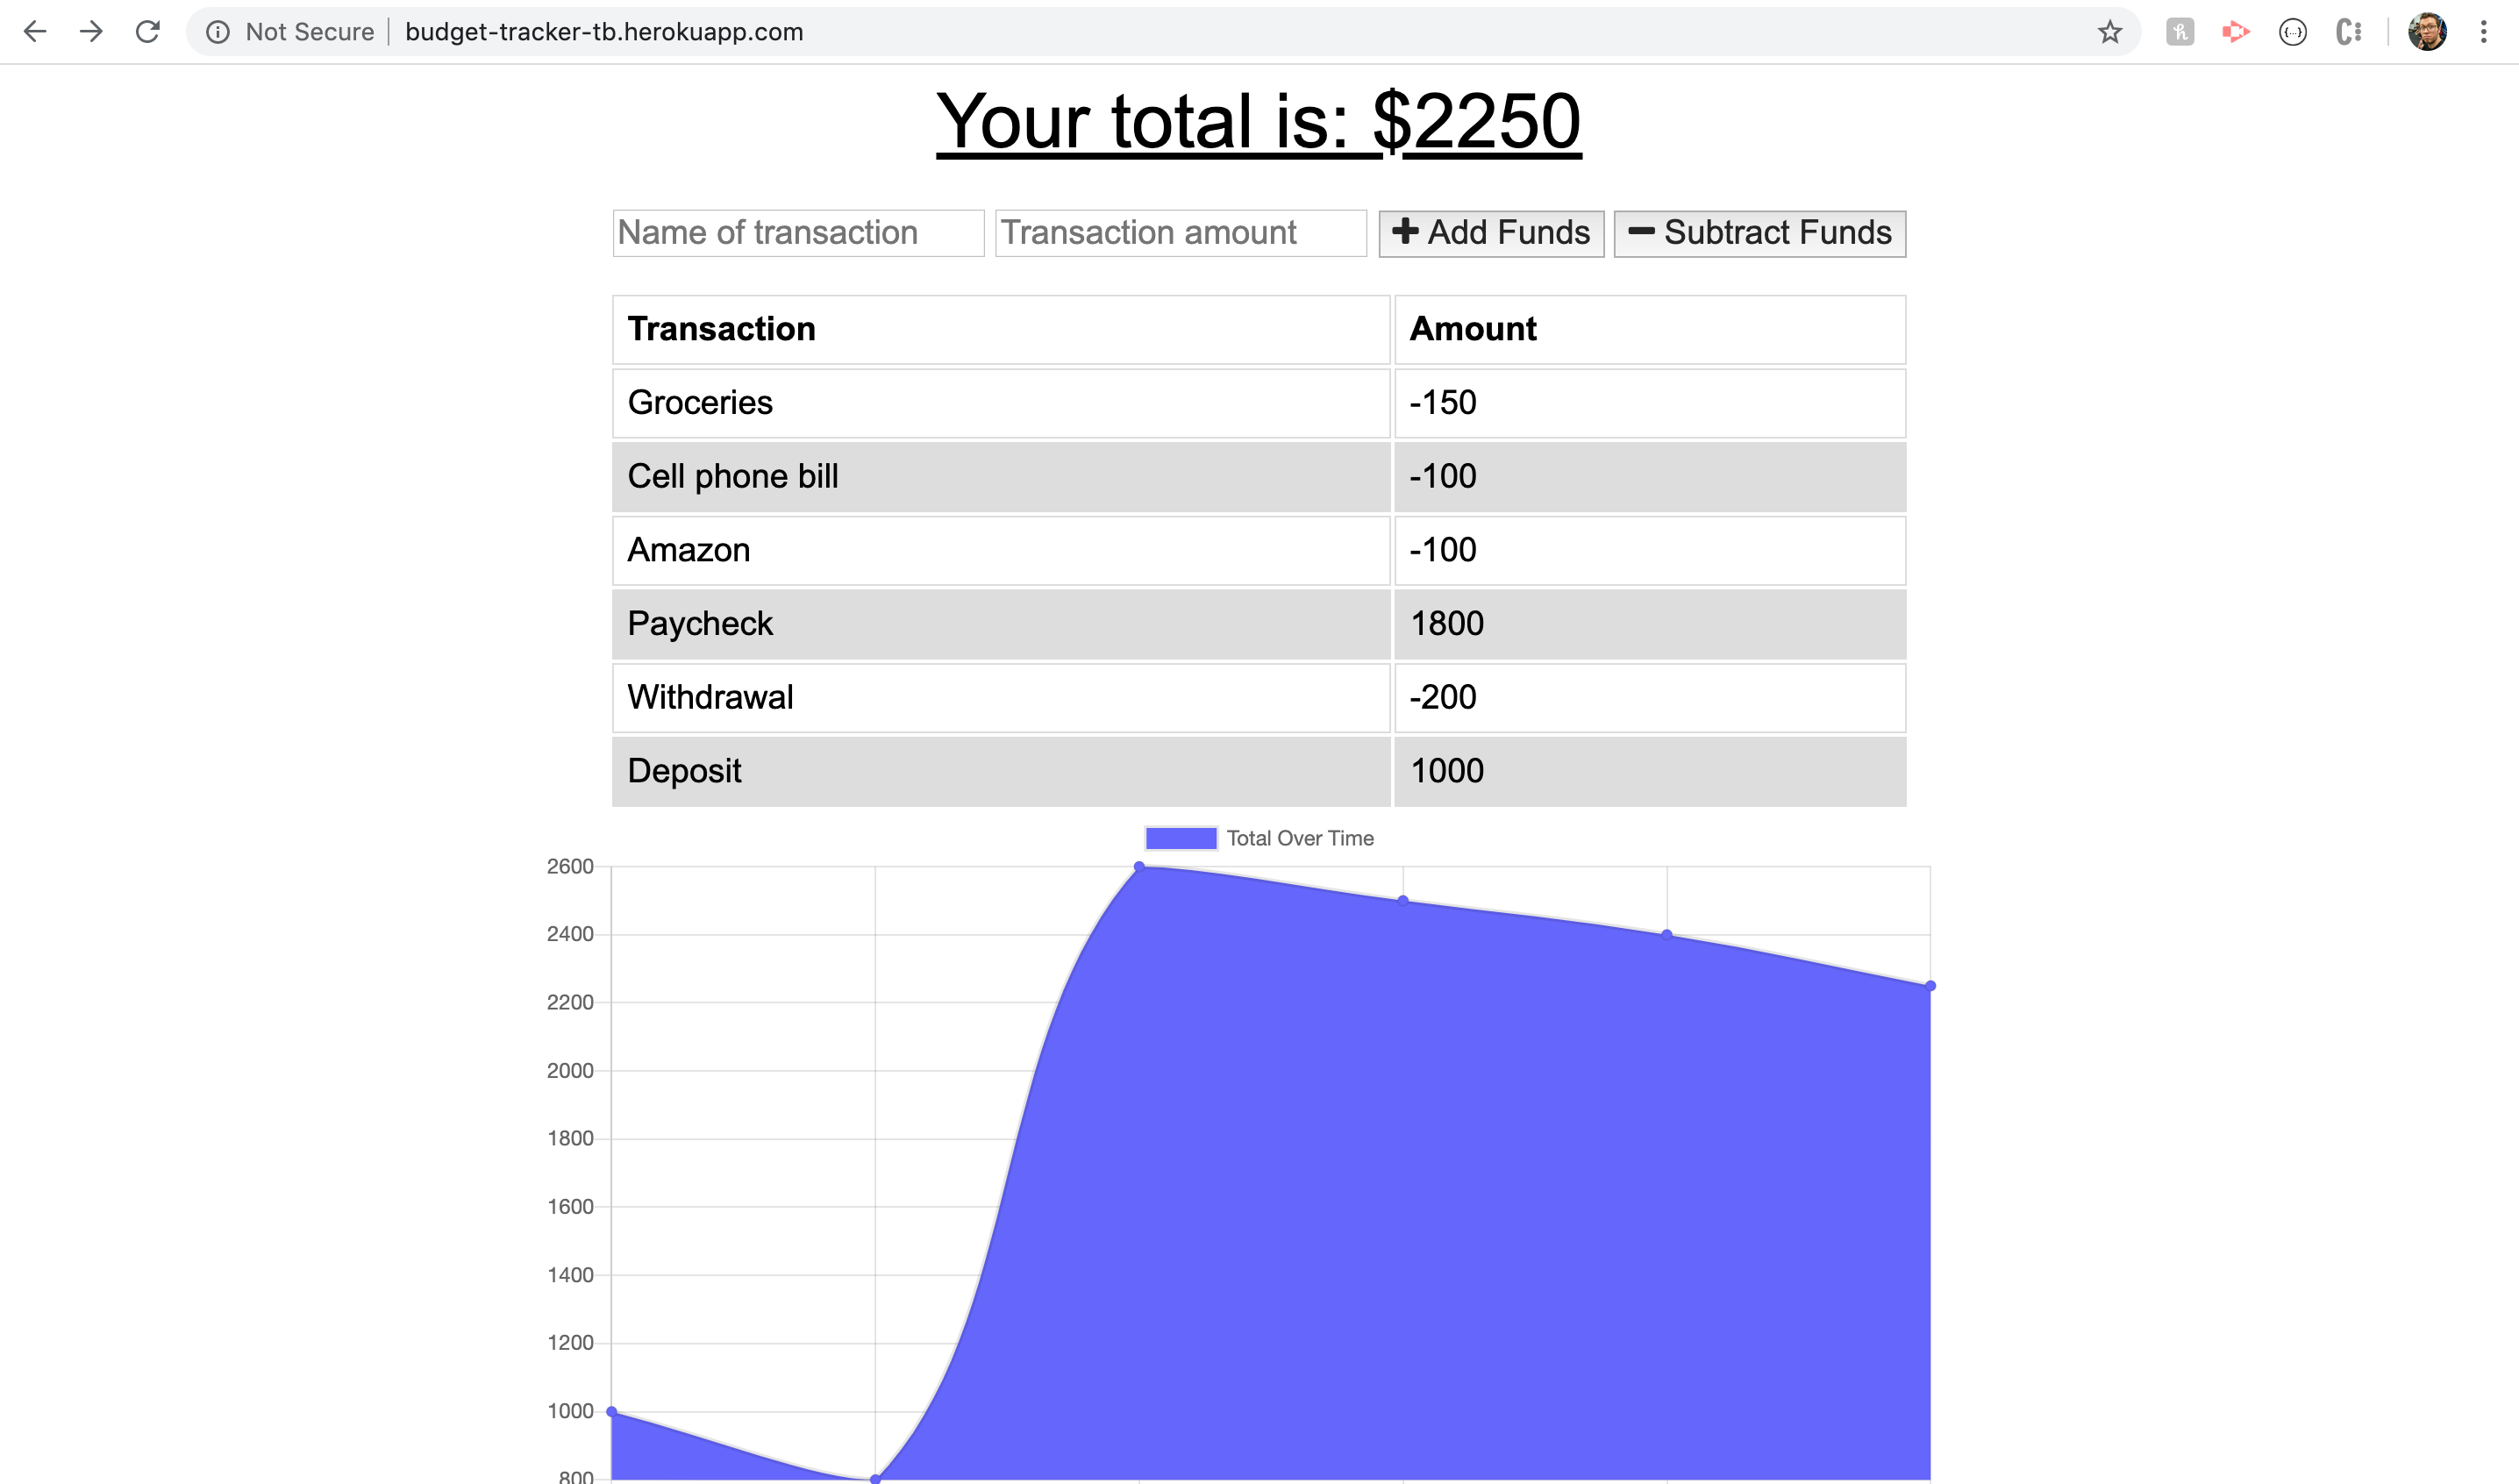 Not Secure budget-tracker-tb.herokuapp.com
Your total is: $2250
Name of transaction Transaction amount Add Funds Subtract Funds
Transaction Amount
Groceries -150
Cell phone bill -100
Amazon -100
Paycheck 1800
Withdrawal -200
Deposit 1000
Total Over Time
2600
2400
2200
2000
1800
1600
1400
1200
1000
800